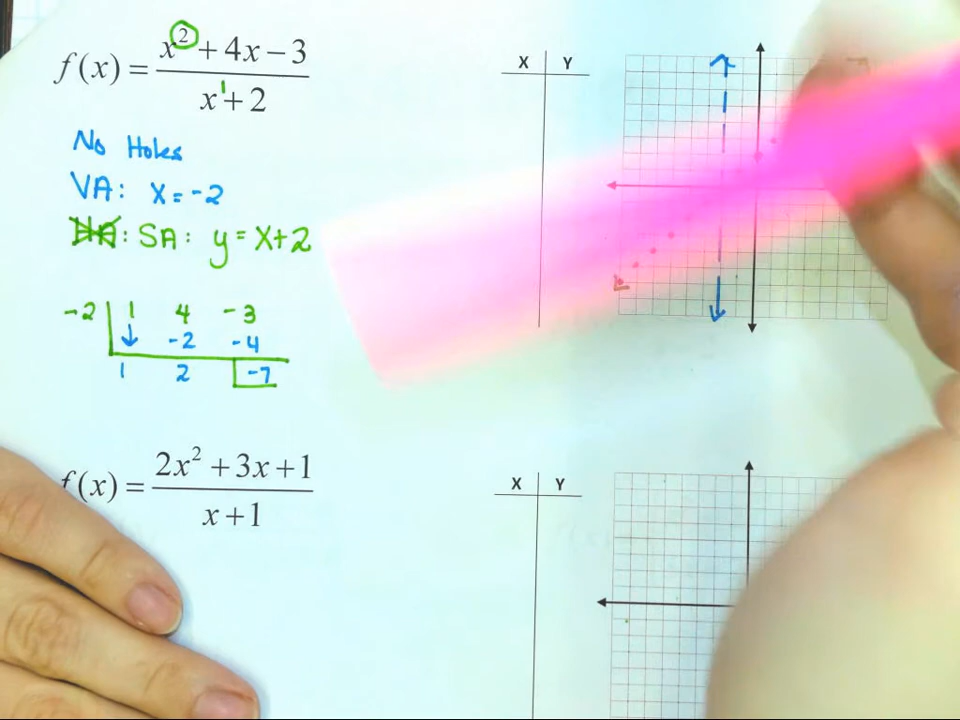 f(x) = (x² + 4x − 3)/(x¹ + 2)
X Y
No Holes
VA: X = -2
HA: SA: y = X+2
-2 | 1 4 -3
↓ -2 -4
1 2 -7
f(x) = (2x² + 3x + 1)/(x + 1)
X Y